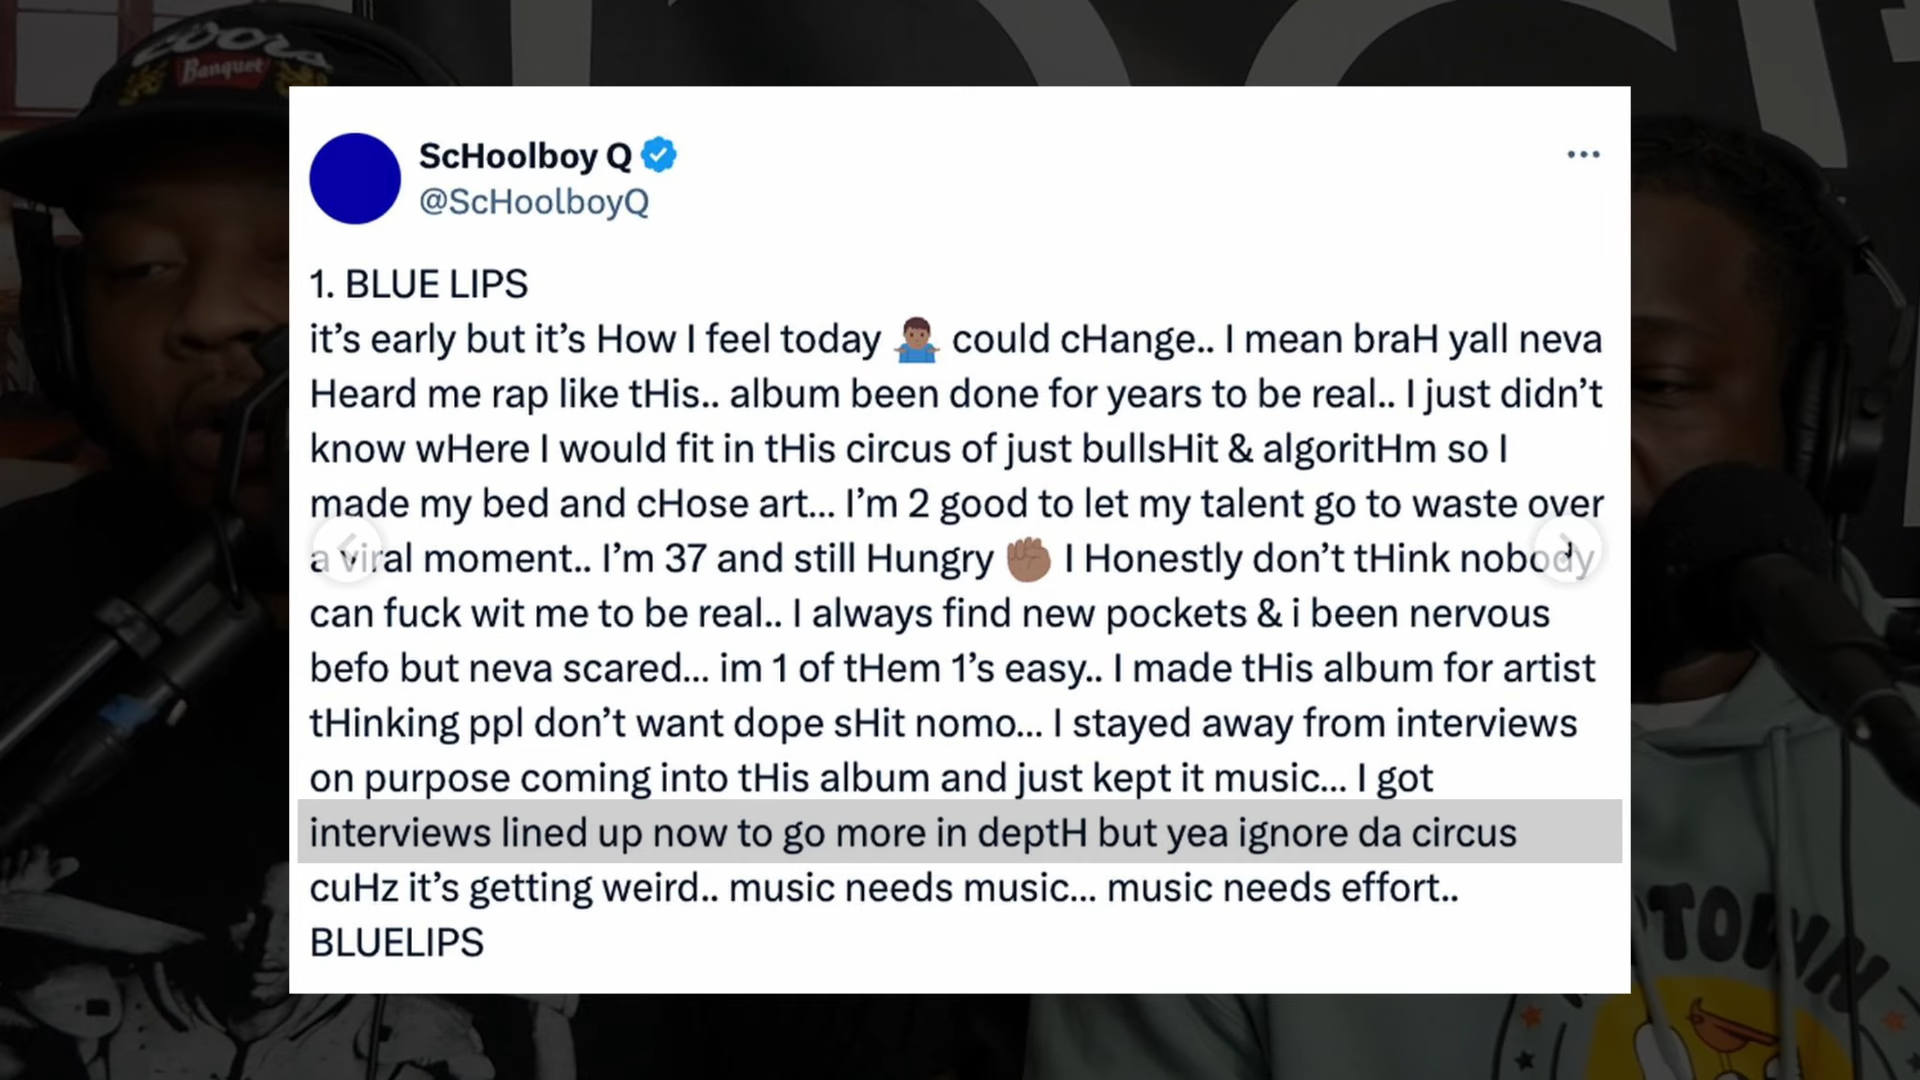 Coors
Banquet
ScHoolboy Q
@ScHoolboyQ
1. BLUE LIPS
it’s early but it’s How I feel today 🤷🏾‍♂️ could cHange.. I mean braH yall neva
Heard me rap like tHis.. album been done for years to be real.. I just didn’t
know wHere I would fit in tHis circus of just bullsHit & algoritHm so I
made my bed and cHose art... I’m 2 good to let my talent go to waste over
a viral moment.. I’m 37 and still Hungry ✊🏾 I Honestly don’t tHink nobody
can fuck wit me to be real.. I always find new pockets & i been nervous
befo but neva scared... im 1 of tHem 1’s easy.. I made tHis album for artist
tHinking ppl don’t want dope sHit nomo... I stayed away from interviews
on purpose coming into tHis album and just kept it music... I got
interviews lined up now to go more in deptH but yea ignore da circus
cuHz it’s getting weird.. music needs music... music needs effort..
BLUELIPS